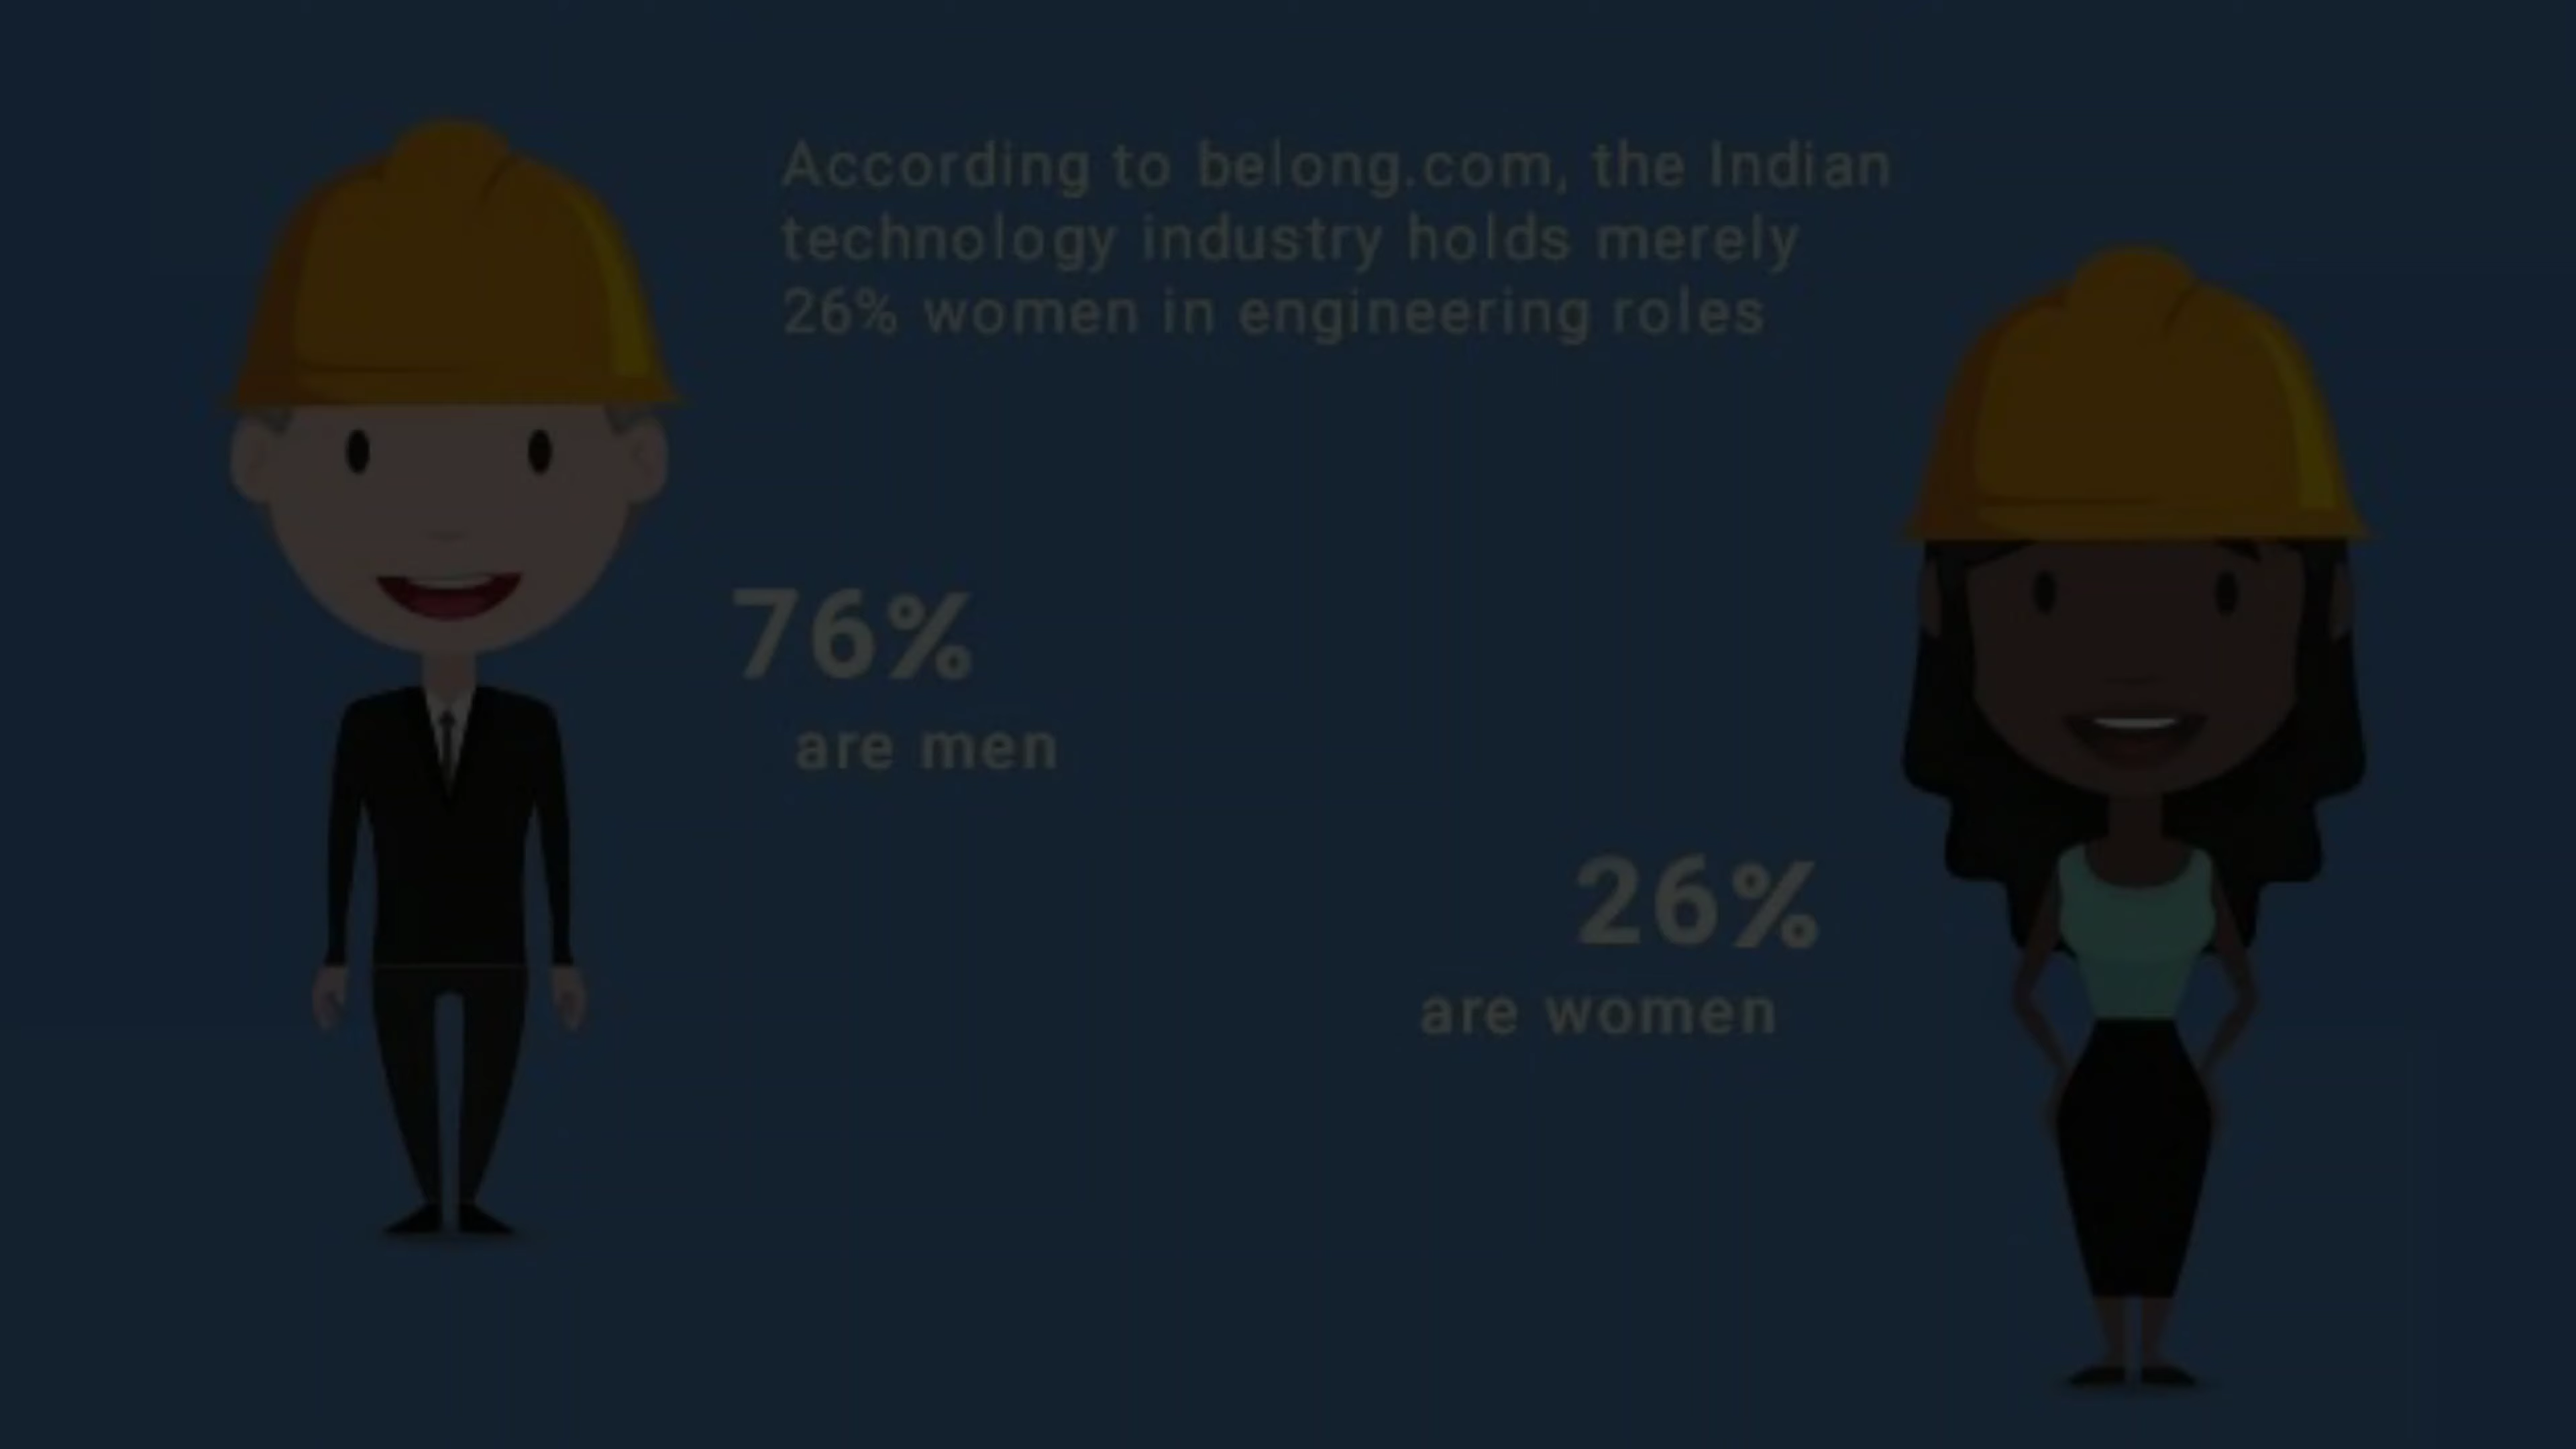 According to belong.com, the Indian
technology industry holds merely
26% women in engineering roles
76%
are men
26%
are women